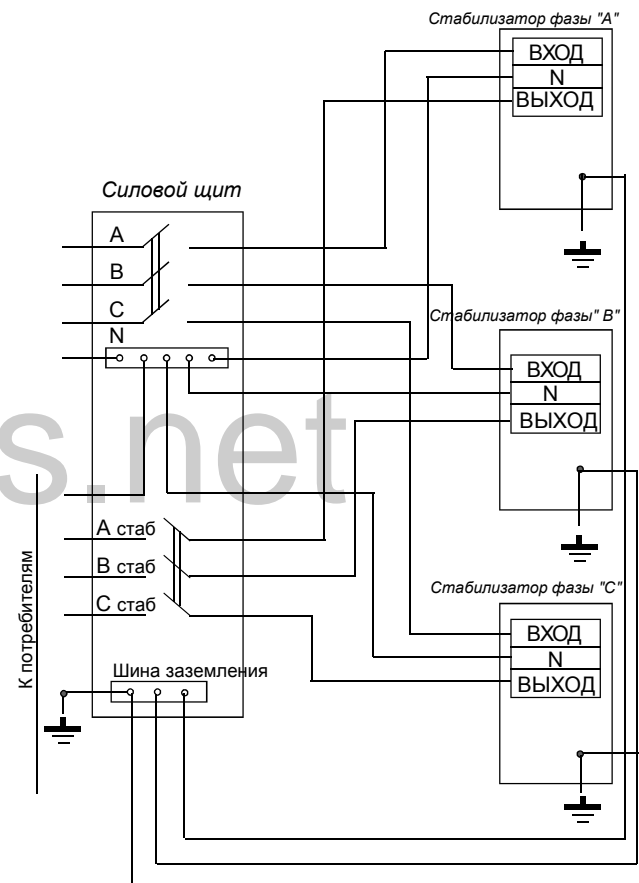 Стабилизатор фазы "А"
ВХОД
N
ВЫХОД
Силовой щит
А
В
С
N
Стабилизатор фазы" В"
ВХОД
N
ВЫХОД
s.net
А стаб
В стаб
С стаб
К потребителям
Стабилизатор фазы "С"
ВХОД
N
ВЫХОД
Шина заземления